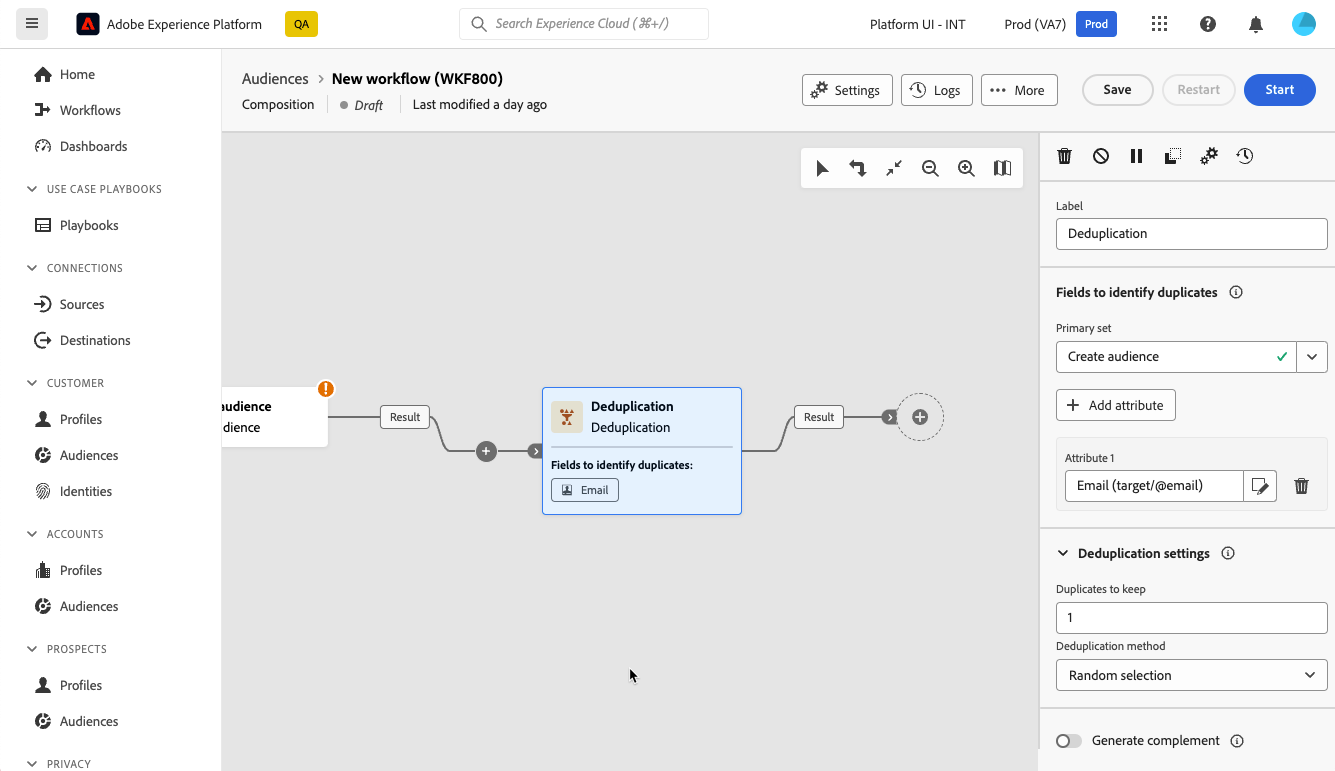 Adobe Experience Platform
QA
Search Experience Cloud (⌘+/)
Platform UI - INT
Prod (VA7)
Prod
Home
Workflows
Dashboards
USE CASE PLAYBOOKS
Playbooks
CONNECTIONS
Sources
Destinations
CUSTOMER
Profiles
Audiences
Identities
ACCOUNTS
Profiles
Audiences
PROSPECTS
Profiles
Audiences
PRIVACY
Audiences > New workflow (WKF800)
Composition
Draft
Last modified a day ago
Settings
Logs
More
Save
Restart
Start
audience
dience
Result
Deduplication
Deduplication
Fields to identify duplicates:
Email
Result
Label
Deduplication
Fields to identify duplicates
Primary set
Create audience
Add attribute
Attribute 1
Email (target/@email)
Deduplication settings
Duplicates to keep
1
Deduplication method
Random selection
Generate complement